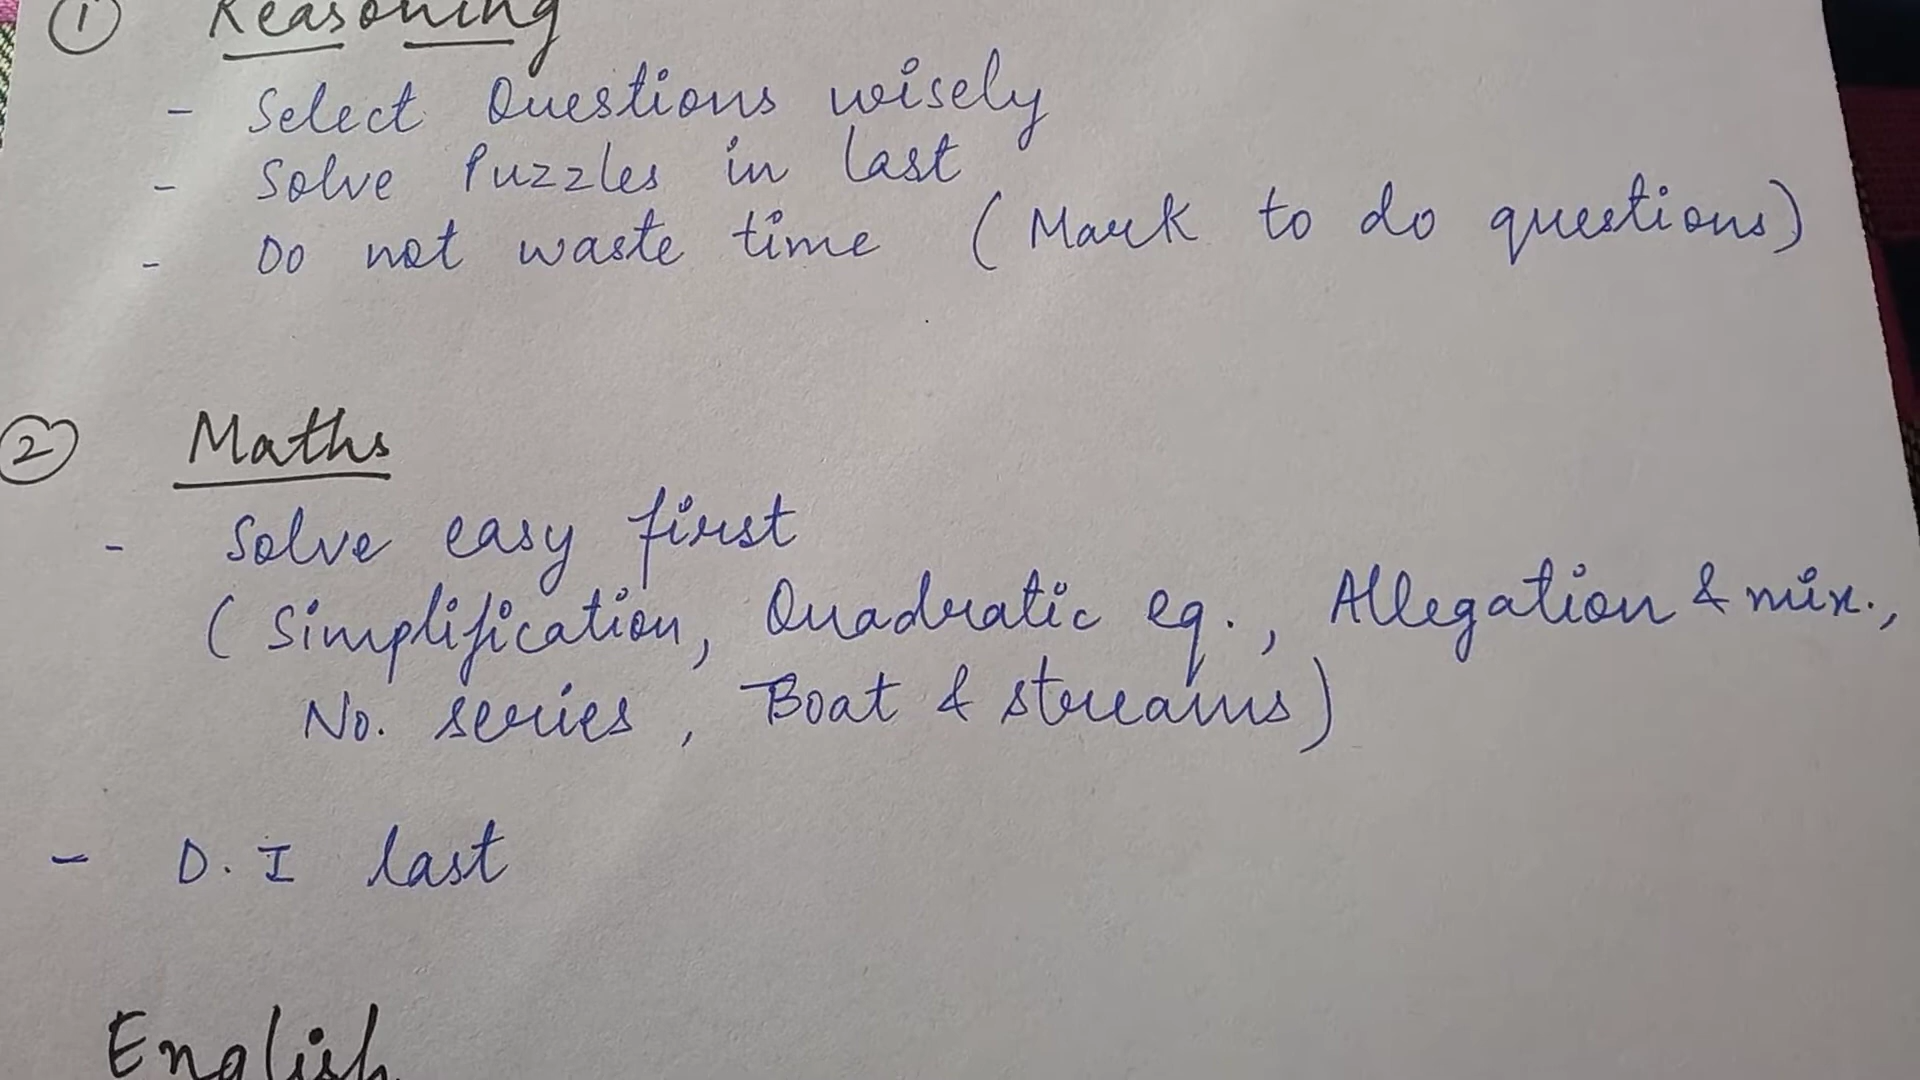 ① Reasoning
- Select Questions wisely
- Solve Puzzles in last
- Do not waste time (Mark to do questions)
② Maths
- Solve easy first
(Simplification, Quadratic eq., Allegation & mix.,
No. series, Boat & streams)
- D.I last
English